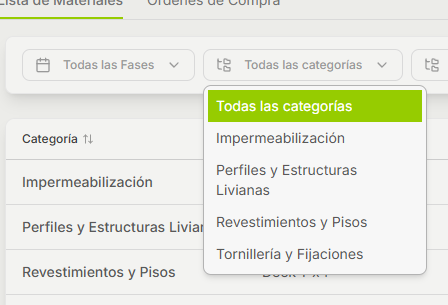 Lista de Materiales
Órdenes de Compra
Todas las Fases
Todas las categorías
Todas las categorías
Impermeabilización
Perfiles y Estructuras
Livianas
Revestimientos y Pisos
Tornillería y Fijaciones
Categoría
Impermeabilización
Perfiles y Estructuras Livian
Revestimientos y Pisos